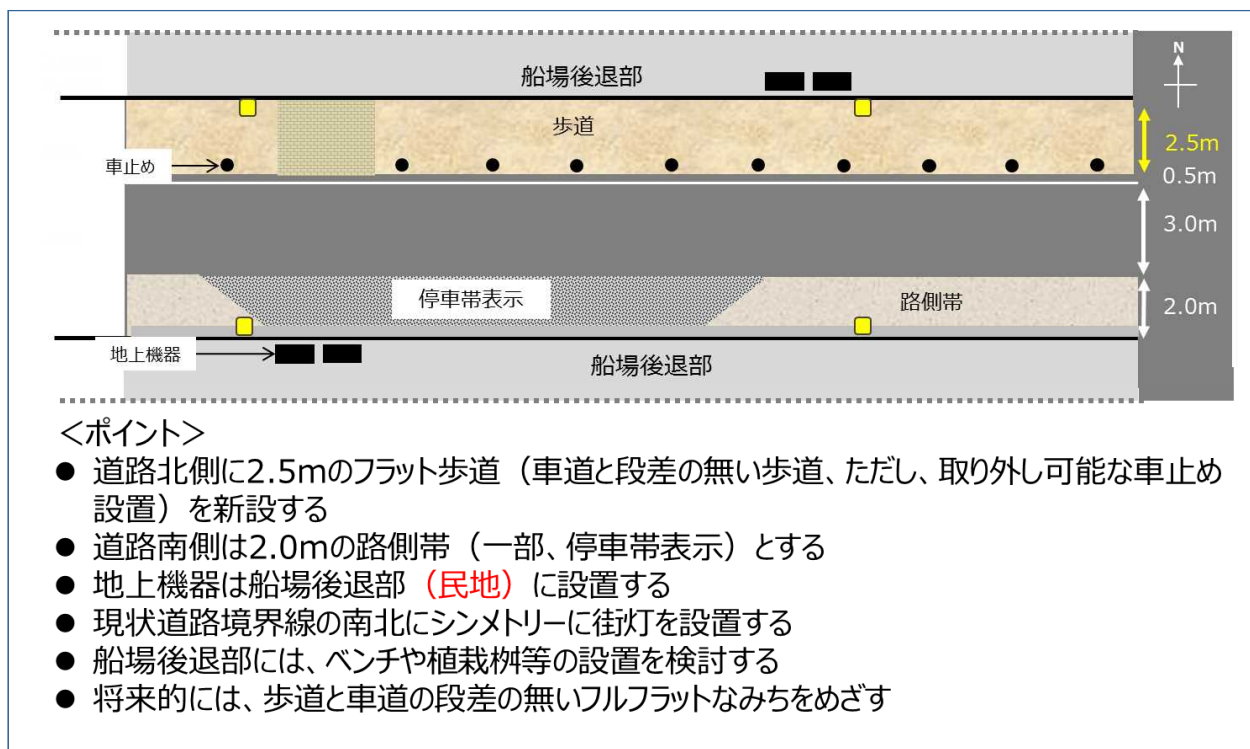 船場後退部
N
歩道
2.5m
車止め
0.5m
3.0m
停車帯表示
路側帯
2.0m
地上機器
船場後退部
＜ポイント＞
● 道路北側に2.5mのフラット歩道（車道と段差の無い歩道、ただし、取り外し可能な車止め
設置）を新設する
● 道路南側は2.0mの路側帯（一部、停車帯表示）とする
● 地上機器は船場後退部（民地）に設置する
● 現状道路境界線の南北にシンメトリーに街灯を設置する
● 船場後退部には、ベンチや植栽桝等の設置を検討する
● 将来的には、歩道と車道の段差の無いフルフラットなみちをめざす